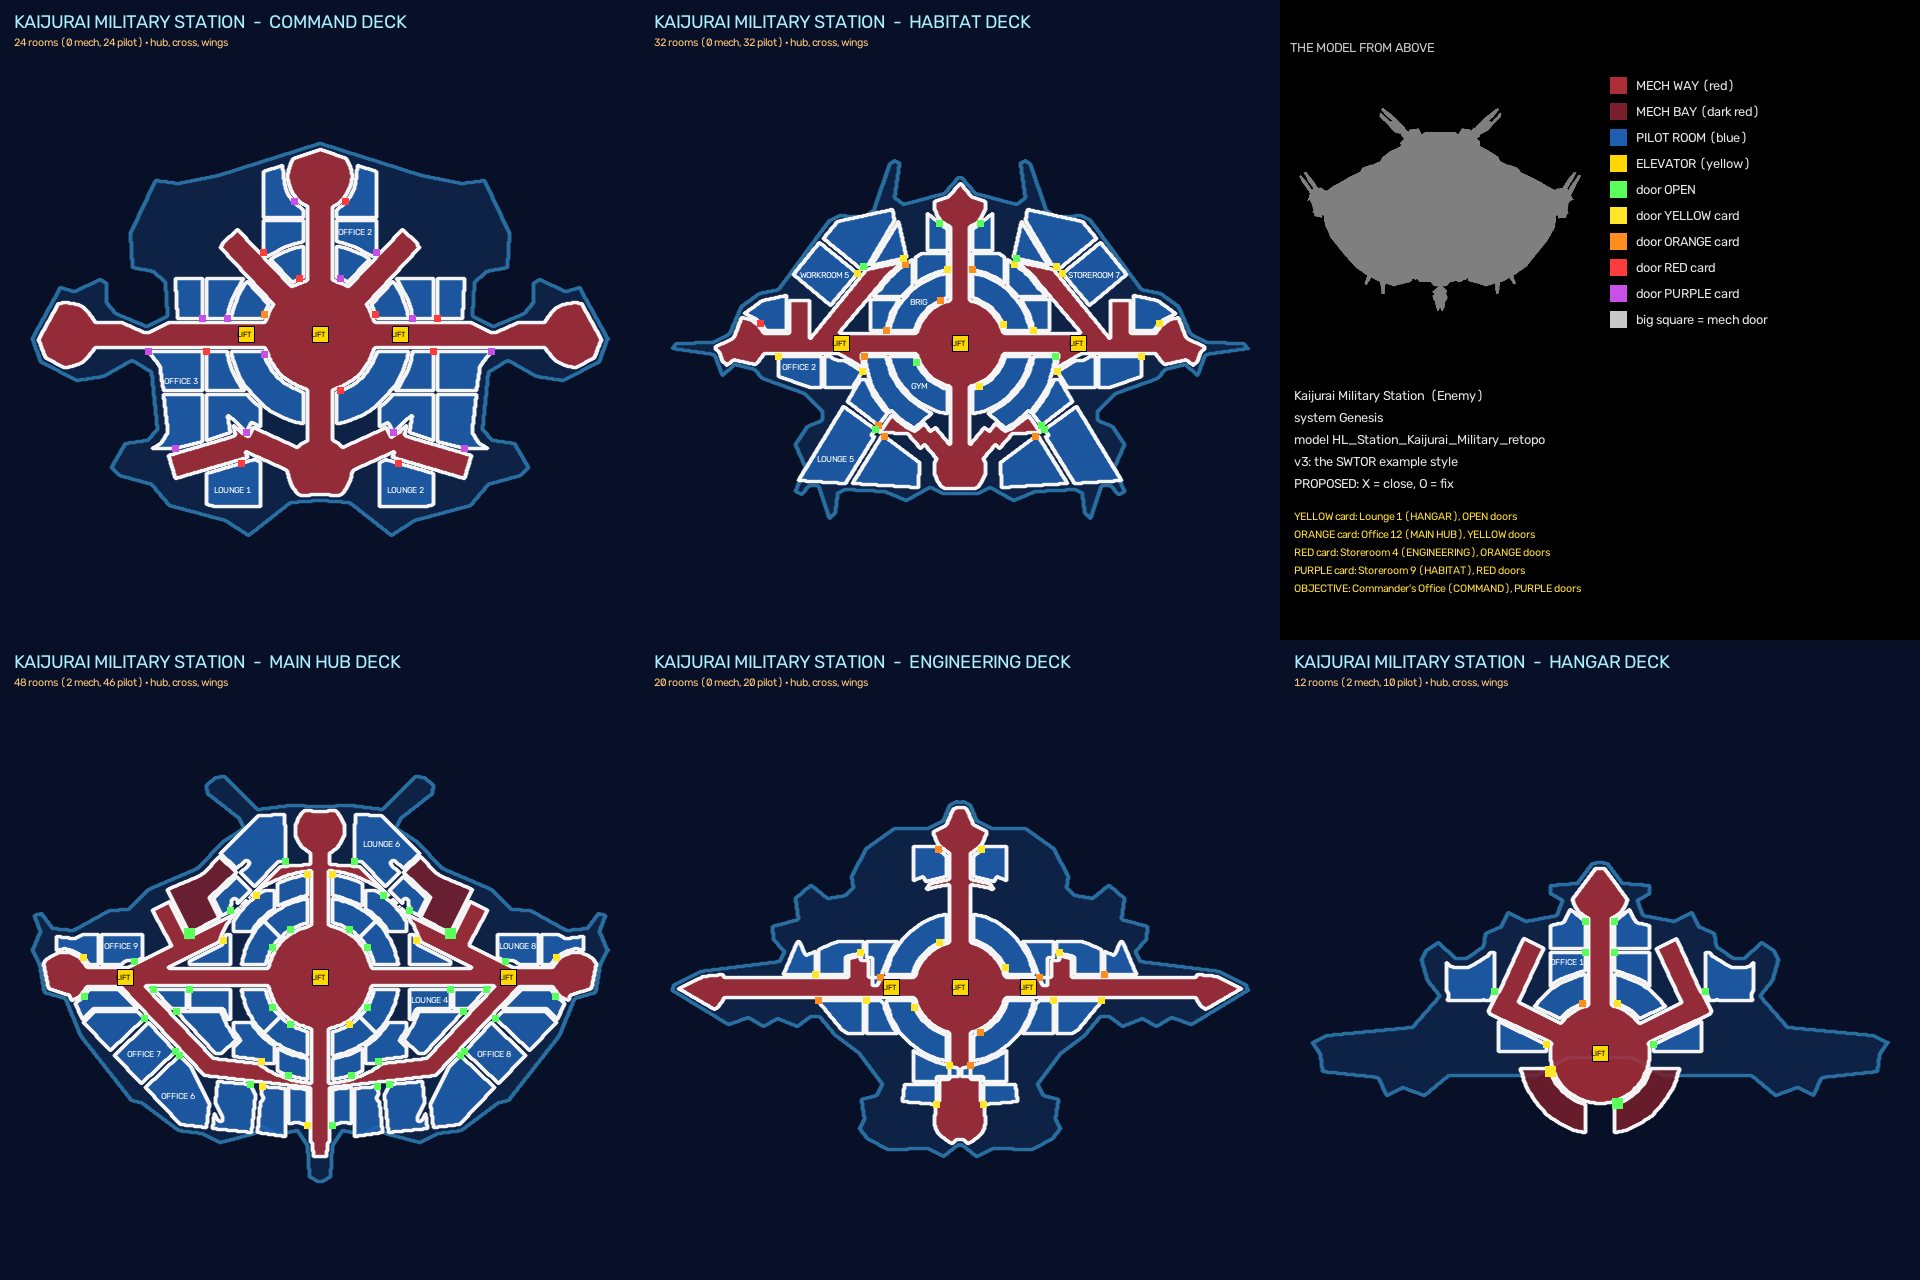 KAIJURAI MILITARY STATION - COMMAND DECK
24 rooms (0 mech, 24 pilot) • hub, cross, wings
OFFICE 2
LIFT
LIFT
LIFT
OFFICE 3
LOUNGE 1
LOUNGE 2
KAIJURAI MILITARY STATION - HABITAT DECK
32 rooms (0 mech, 32 pilot) • hub, cross, wings
WORKROOM 5
STOREROOM 7
BRIG
LIFT
LIFT
LIFT
OFFICE 2
GYM
LOUNGE 5
THE MODEL FROM ABOVE
MECH WAY (red)
MECH BAY (dark red)
PILOT ROOM (blue)
ELEVATOR (yellow)
door OPEN
door YELLOW card
door ORANGE card
door RED card
door PURPLE card
big square = mech door
Kaijurai Military Station (Enemy)
system Genesis
model HL_Station_Kaijurai_Military_retopo
v3: the SWTOR example style
PROPOSED: X = close, O = fix
YELLOW card: Lounge 1 (HANGAR), OPEN doors
ORANGE card: Office 12 (MAIN HUB), YELLOW doors
RED card: Storeroom 4 (ENGINEERING), ORANGE doors
PURPLE card: Storeroom 9 (HABITAT), RED doors
OBJECTIVE: Commander's Office (COMMAND), PURPLE doors
KAIJURAI MILITARY STATION - MAIN HUB DECK
48 rooms (2 mech, 46 pilot) • hub, cross, wings
LOUNGE 6
OFFICE 9
LOUNGE 8
LIFT
LIFT
LIFT
LOUNGE 4
OFFICE 7
OFFICE 8
OFFICE 6
KAIJURAI MILITARY STATION - ENGINEERING DECK
20 rooms (0 mech, 20 pilot) • hub, cross, wings
LIFT
LIFT
LIFT
KAIJURAI MILITARY STATION - HANGAR DECK
12 rooms (2 mech, 10 pilot) • hub, cross, wings
OFFICE 1
LIFT